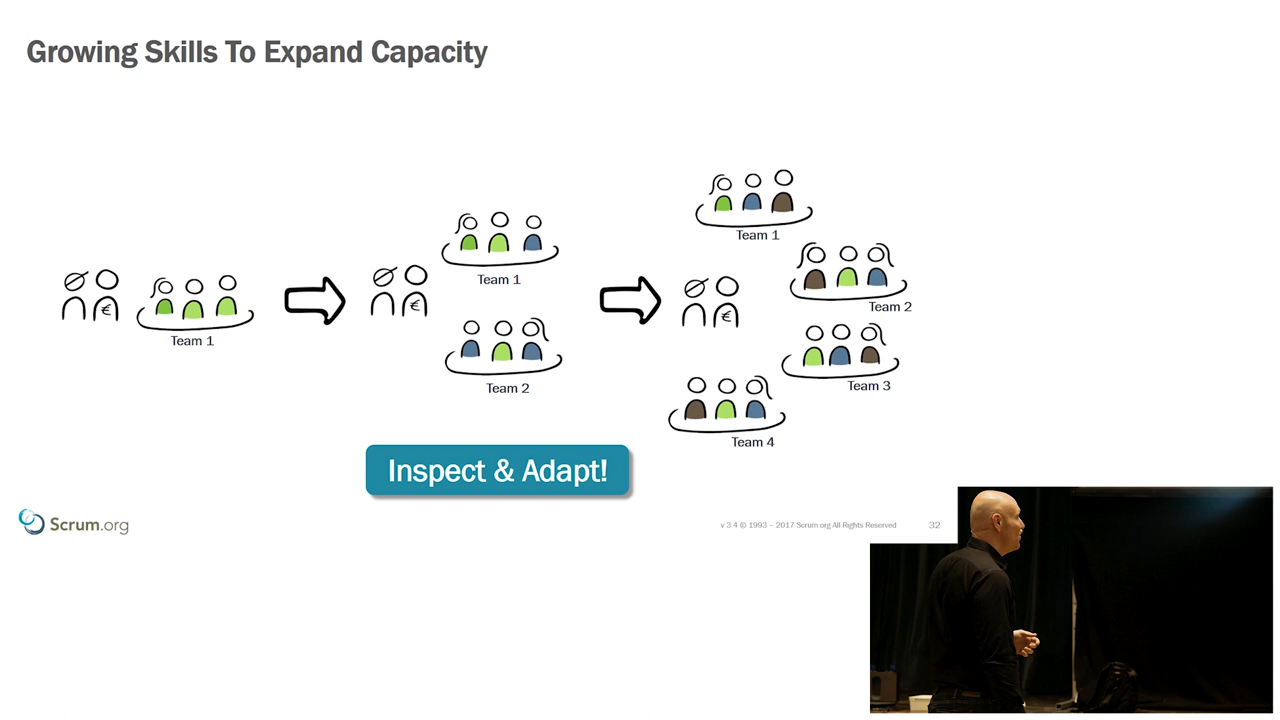 Growing Skills To Expand Capacity
€
Team 1
€
Team 1
Team 2
€
Team 1
Team 2
Team 3
Team 4
Inspect & Adapt!
Scrum.org
v 3.4 © 1993 – 2017 Scrum.org All Rights Reserved
32